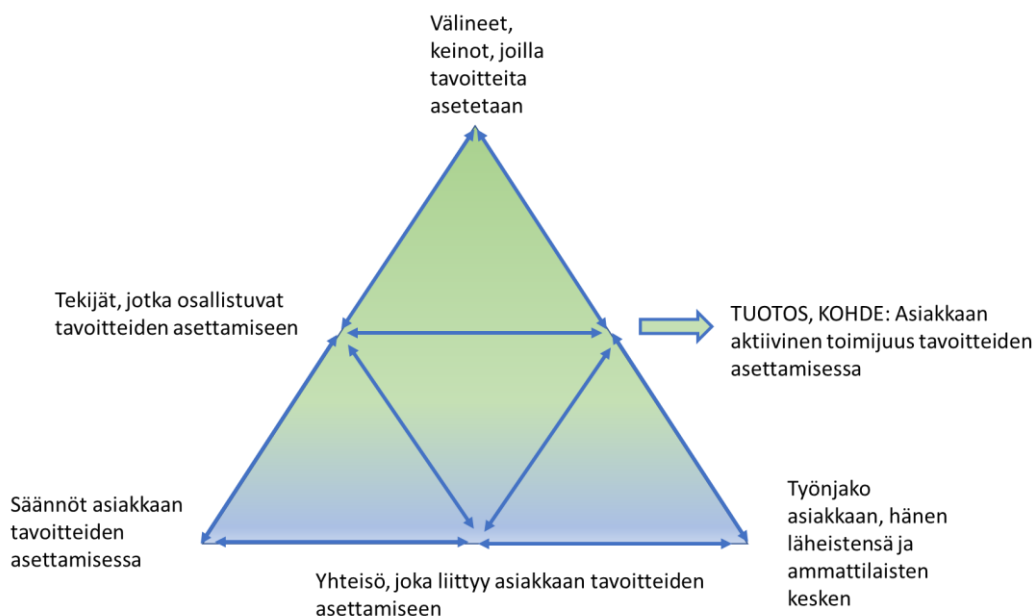 Välineet,
keinot, joilla
tavoitteita
asetetaan
Tekijät, jotka osallistuvat
tavoitteiden asettamiseen
TUOTOS, KOHDE: Asiakkaan
aktiivinen toimijuus tavoitteiden
asettamisessa
Säännöt asiakkaan
tavoitteiden
asettamisessa
Yhteisö, joka liittyy asiakkaan tavoitteiden
asettamiseen
Työnjako
asiakkaan, hänen
läheistensä ja
ammattilaisten
kesken